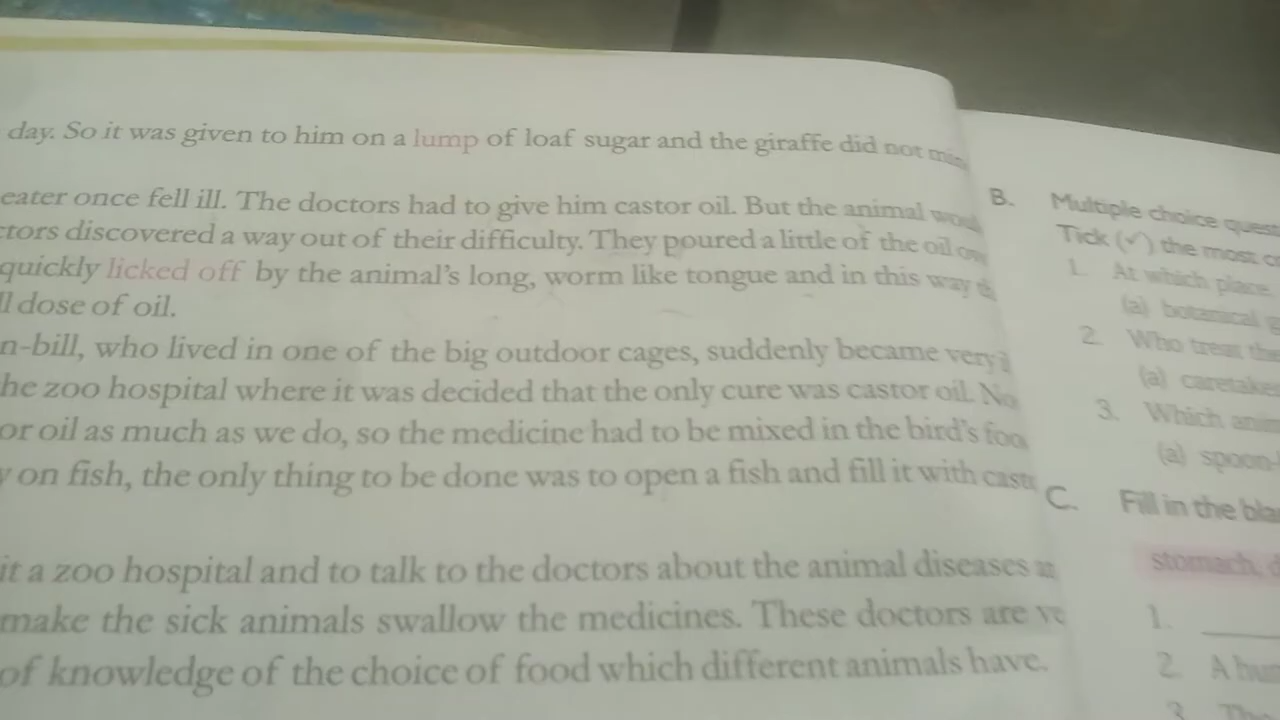 day. So it was given to him on a lump of loaf sugar and the giraffe did not
eater once fell ill. The doctors had to give him castor oil. But the animal
discovered a way out of their difficulty. They poured a little of the oil
quickly licked off by the animal's long, worm like tongue and in this way
dose of oil.
n-bill, who lived in one of the big outdoor cages, suddenly became very
he zoo hospital where it was decided that the only cure was castor oil. No
or oil as much as we do, so the medicine had to be mixed in the bird's
on fish, the only thing to be done was to open a fish and fill it with
it a zoo hospital and to talk to the doctors about the animal diseases
make the sick animals swallow the medicines. These doctors are
of knowledge of the choice of food which different animals have.
B. Multiple choice
Tick (✓) the most
1. At which place
(a) botanical
2. Who treat the
(a)
3. Which
(a) spoon-
C. Fill in the
stomach,
1.
2. A
3.